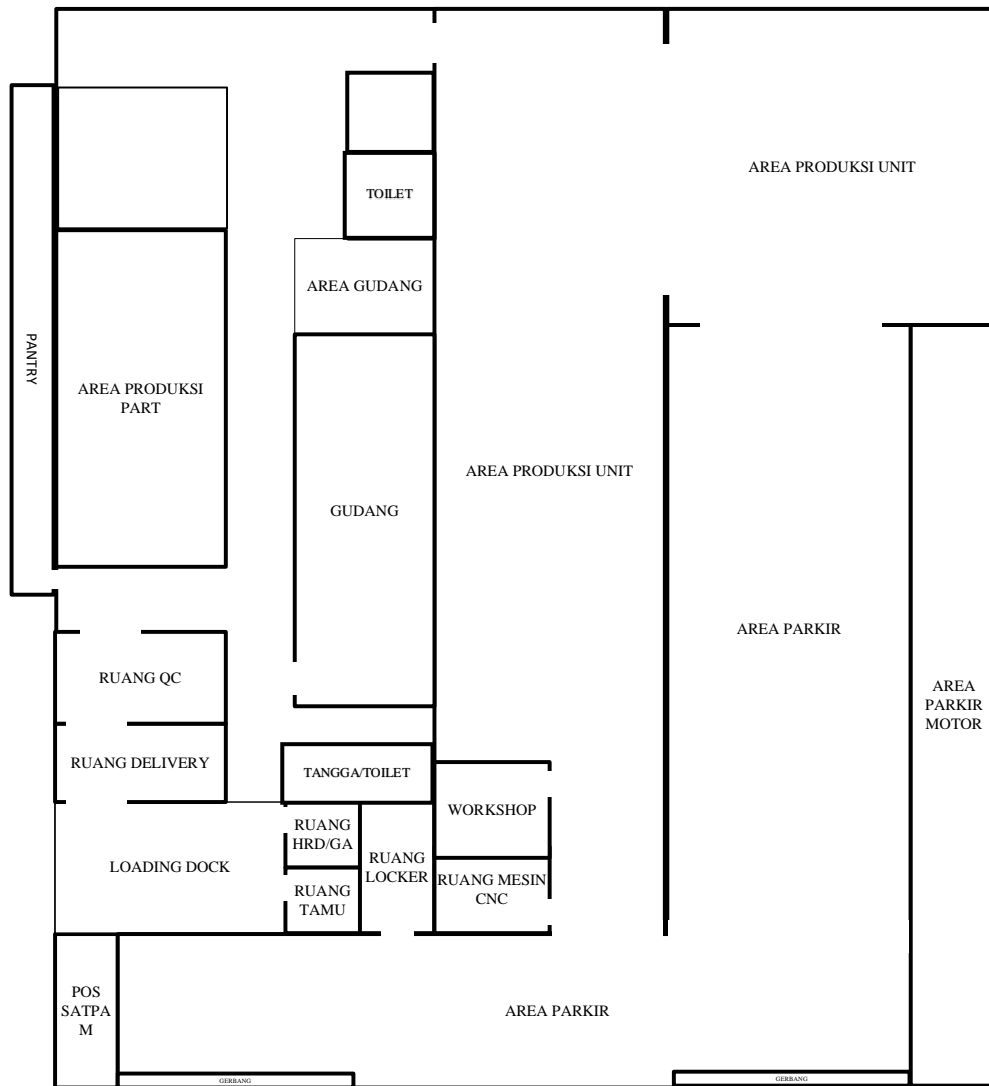 AREA PRODUKSI UNIT
TOILET
AREA GUDANG
PANTRY
AREA PRODUKSI
PART
AREA PRODUKSI UNIT
GUDANG
AREA PARKIR
RUANG QC
AREA
PARKIR
MOTOR
RUANG DELIVERY
TANGGA/TOILET
WORKSHOP
RUANG
HRD/GA
LOADING DOCK
RUANG
LOCKER
RUANG
TAMU
RUANG MESIN
CNC
POS
SATPA
M
AREA PARKIR
GERBANG
GERBANG